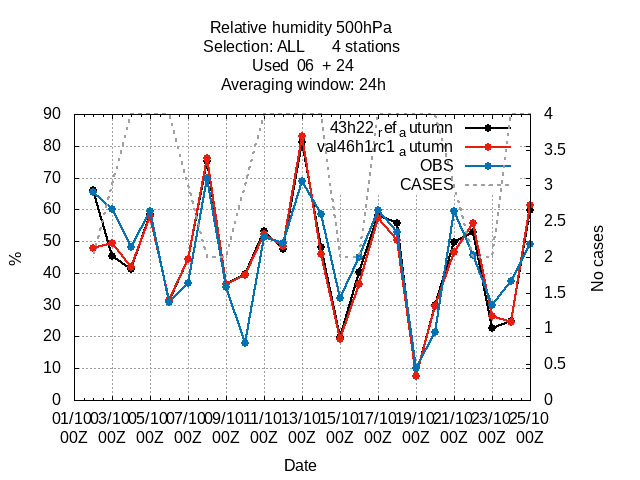 Relative humidity 500hPa
Selection: ALL      4 stations
Used  06  + 24
Averaging window: 24h
43h22_ref_autumn
val46h1rc1_autumn
OBS
CASES
90
80
70
60
50
40
30
20
10
0
%
4
3.5
3
2.5
2
1.5
1
0.5
0
No cases
01/10 03/10 05/10 07/10 09/10 11/10 13/10 15/10 17/10 19/10 21/10 23/10 25/10
00Z 00Z 00Z 00Z 00Z 00Z 00Z 00Z 00Z 00Z 00Z 00Z 00Z
Date